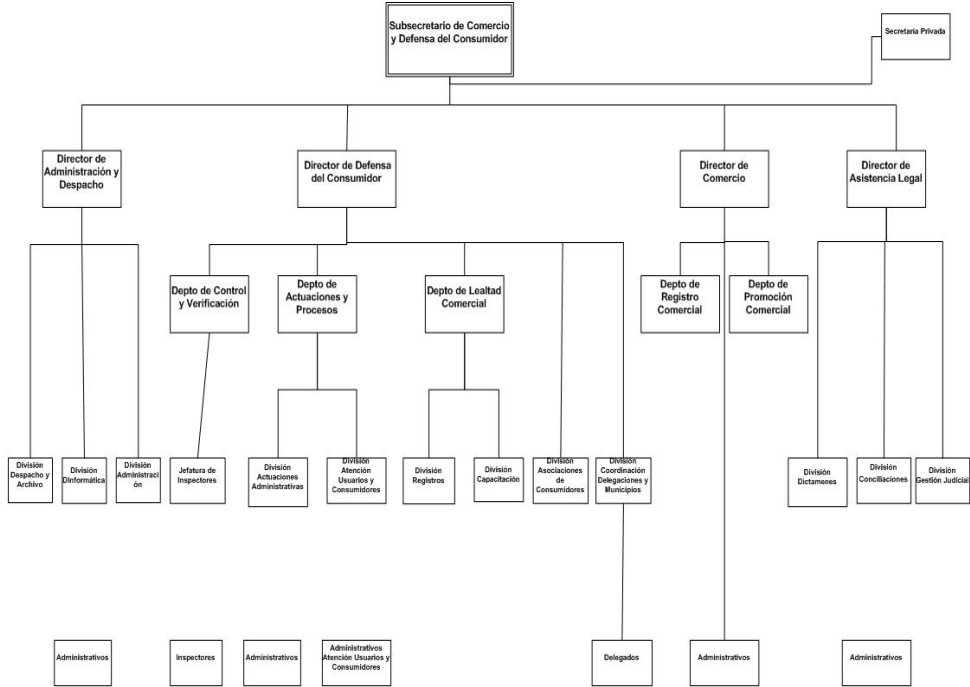 Subsecretario de Comercio
y Defensa del Consumidor
Secretaria Privada
Director de
Administración y
Despacho
Director de Defensa
del Consumidor
Director de
Comercio
Director de
Asistencia Legal
Depto de Control
y Verificación
Depto de
Actuaciones y
Procesos
Depto de Lealtad
Comercial
Depto de
Registro
Comercial
Depto de
Promoción
Comercial
División
Despacho y
Archivo
División
DInformática
División
Administraci
ón
Jefatura de
Inspectores
División
Actuaciones
Administrativas
División
Atención
Usuarios y
Consumidores
División
Registros
División
Capacitación
División
Asociaciones
de
Consumidores
División
Coordinación
Delegaciones y
Municipios
División
Dictamenes
División
Conciliaciones
División
Gestión Judicial
Administrativos
Inspectores
Administrativos
Administrativos
Atención Usuarios y
Consumidores
Delegados
Administrativos
Administrativos